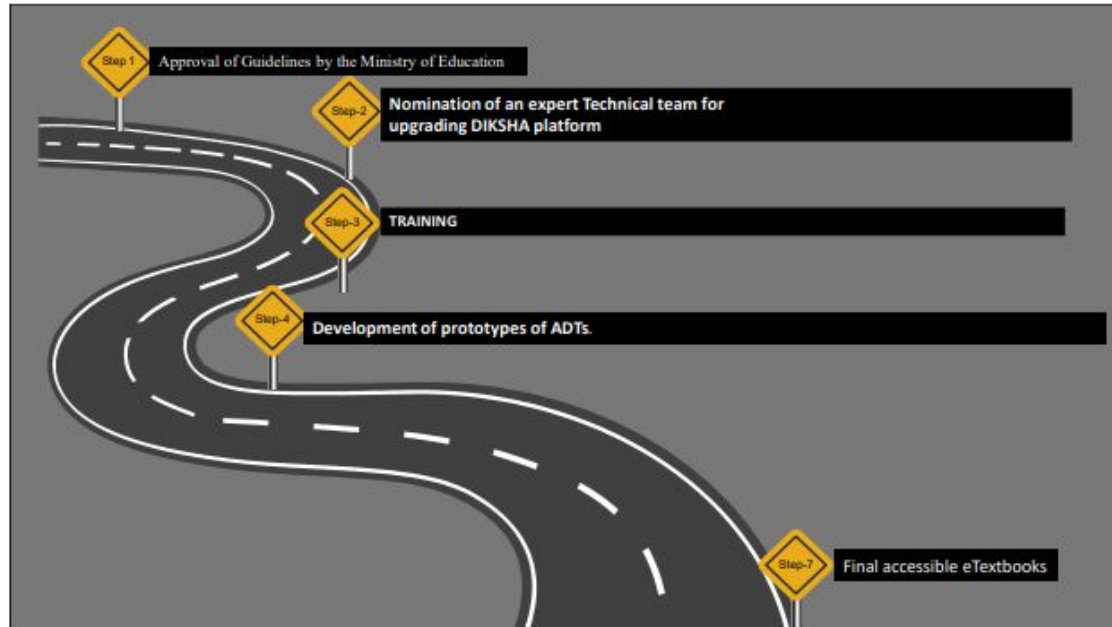 Step 1
Approval of Guidelines by the Ministry of Education
Step-2
Nomination of an expert Technical team for
upgrading DIKSHA platform
Step-3
TRAINING
Step-4
Development of prototypes of ADTs.
Step-7
Final accessible eTextbooks